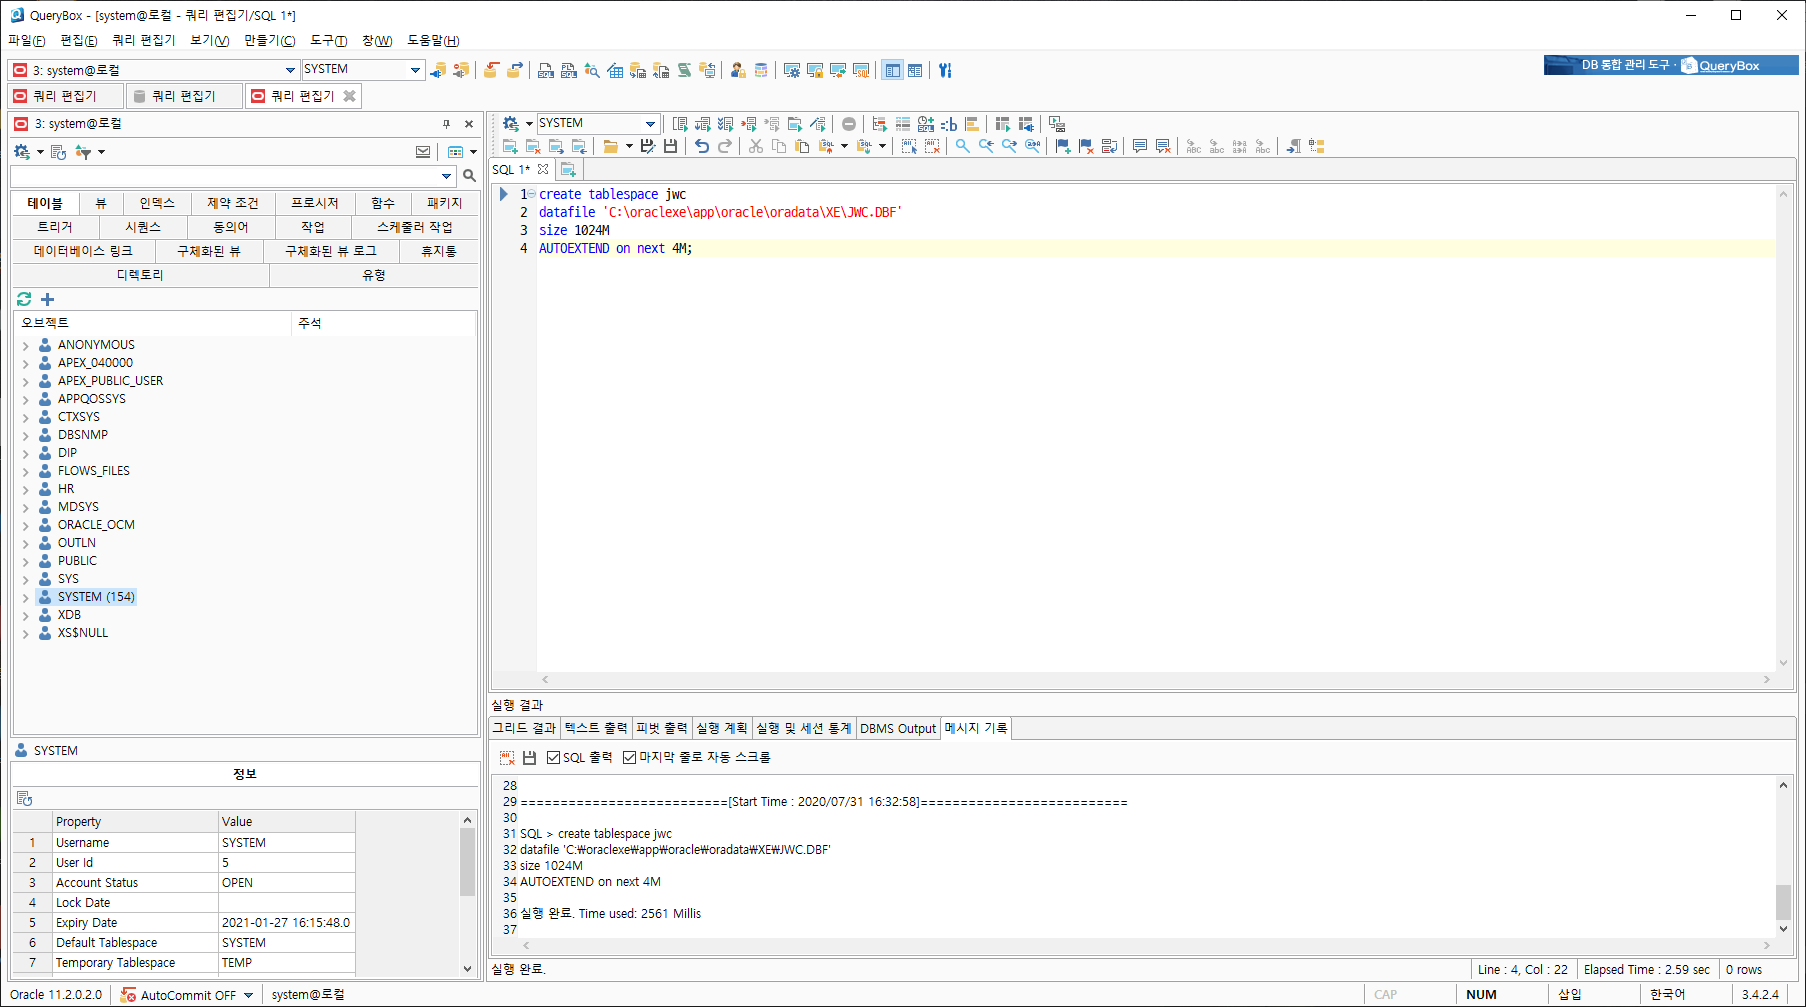 QueryBox - [system@로컬 - 쿼리 편집기/SQL 1*]
파일(F) 편집(E) 쿼리 편집기 보기(V) 만들기(C) 도구(T) 창(W) 도움말(H)
3: system@로컬 SYSTEM
DB 통합 관리 도구 · QueryBox
쿼리 편집기 쿼리 편집기 쿼리 편집기
3: system@로컬
테이블 뷰 인덱스 제약 조건 프로시저 함수 패키지
트리거 시퀀스 동의어 작업 스케줄러 작업
데이터베이스 링크 구체화된 뷰 구체화된 뷰 로그 휴지통
디렉토리 유형
오브젝트 주석
ANONYMOUS
APEX_040000
APEX_PUBLIC_USER
APPQOSSYS
CTXSYS
DBSNMP
DIP
FLOWS_FILES
HR
MDSYS
ORACLE_OCM
OUTLN
PUBLIC
SYS
SYSTEM (154)
XDB
XS$NULL
SYSTEM
정보
Property Value
1 Username SYSTEM
2 User Id 5
3 Account Status OPEN
4 Lock Date
5 Expiry Date 2021-01-27 16:15:48.0
6 Default Tablespace SYSTEM
7 Temporary Tablespace TEMP
SYSTEM
SQL 1*
1 create tablespace jwc
2 datafile 'C:\oraclexe\app\oracle\oradata\XE\JWC.DBF'
3 size 1024M
4 AUTOEXTEND on next 4M;
실행 결과
그리드 결과 텍스트 출력 피벗 출력 실행 계획 실행 및 세션 통계 DBMS Output 메시지 기록
SQL 출력 마지막 줄로 자동 스크롤
28
29 ==========================[Start Time : 2020/07/31 16:32:58]==========================
30
31 SQL > create tablespace jwc
32 datafile 'C:₩oraclexe₩app₩oracle₩oradata₩XE₩JWC.DBF'
33 size 1024M
34 AUTOEXTEND on next 4M
35
36 실행 완료. Time used: 2561 Millis
37
실행 완료. Line : 4, Col : 22 Elapsed Time : 2.59 sec 0 rows
Oracle 11.2.0.2.0 AutoCommit OFF system@로컬 CAP NUM 삽입 한국어 3.4.2.4